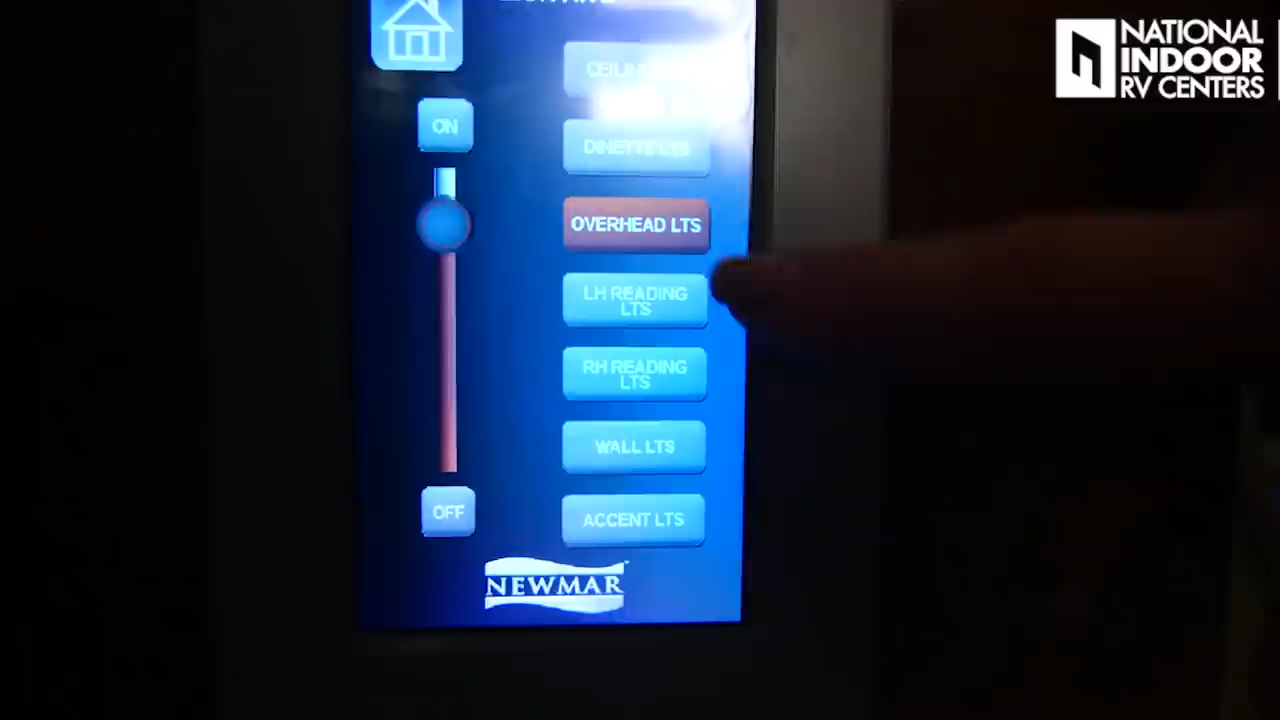 NATIONAL
INDOOR
RV CENTERS
ON
DINETTE LTS
OVERHEAD LTS
LH READING
LTS
RH READING
LTS
WALL LTS
ACCENT LTS
OFF
NEWMAR